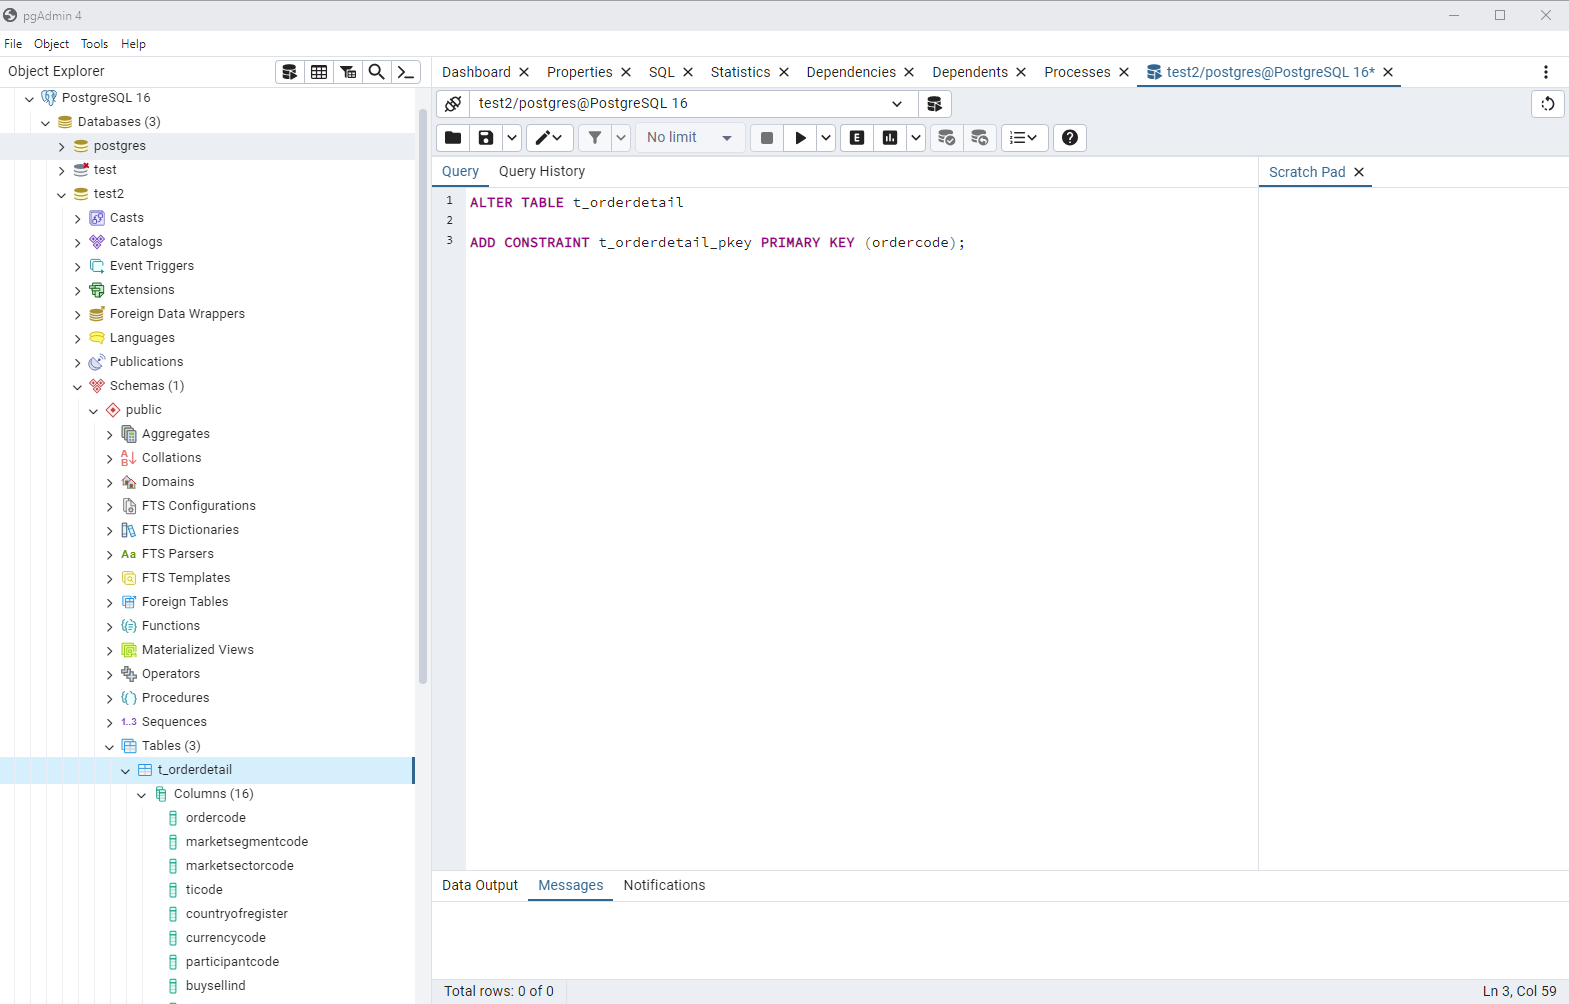 pgAdmin 4
File Object Tools Help
Object Explorer
Dashboard Properties SQL Statistics Dependencies Dependents Processes test2/postgres@PostgreSQL 16*
PostgreSQL 16
Databases (3)
postgres
test
test2
Casts
Catalogs
Event Triggers
Extensions
Foreign Data Wrappers
Languages
Publications
Schemas (1)
public
Aggregates
Collations
Domains
FTS Configurations
FTS Dictionaries
Aa FTS Parsers
FTS Templates
Foreign Tables
Functions
Materialized Views
Operators
Procedures
1..3 Sequences
Tables (3)
t_orderdetail
Columns (16)
ordercode
marketsegmentcode
marketsectorcode
ticode
countryofregister
currencycode
participantcode
buysellind
test2/postgres@PostgreSQL 16
No limit
E
Query Query History
Scratch Pad
1 ALTER TABLE t_orderdetail
2
3 ADD CONSTRAINT t_orderdetail_pkey PRIMARY KEY (ordercode);
Data Output Messages Notifications
Total rows: 0 of 0
Ln 3, Col 59